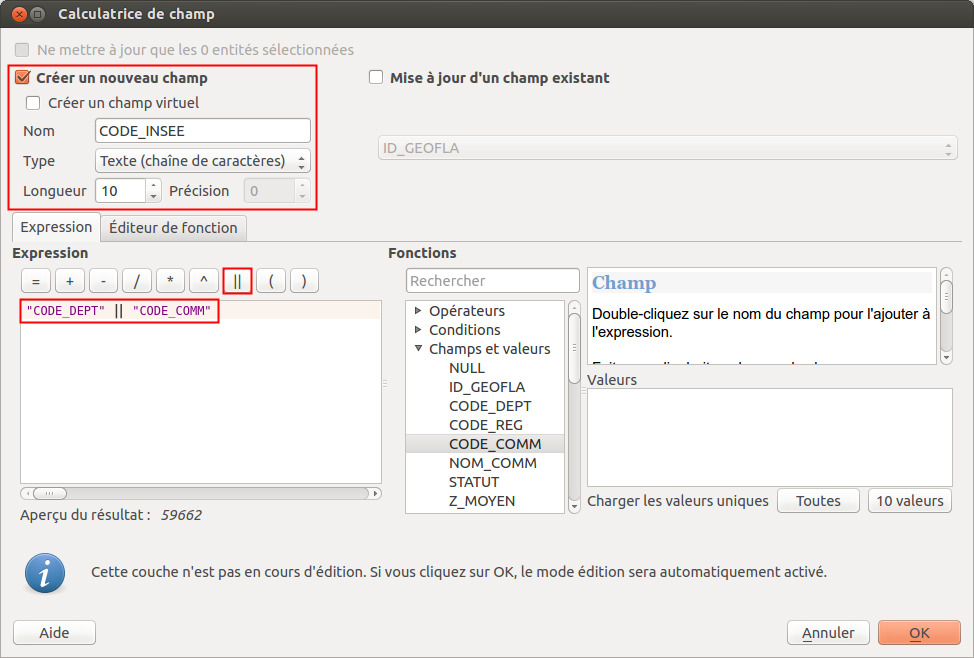 Calculatrice de champ
Ne mettre à jour que les 0 entités sélectionnées
Créer un nouveau champ
Mise à jour d'un champ existant
Créer un champ virtuel
Nom CODE_INSEE
ID_GEOFLA
Type Texte (chaîne de caractères)
Longueur 10 Précision 0
Expression Éditeur de fonction
Expression
Fonctions
= + - / * ^ || ( )
Rechercher
Champ
"CODE_DEPT" || "CODE_COMM"
Opérateurs
Conditions
Champs et valeurs
NULL
ID_GEOFLA
CODE_DEPT
CODE_REG
CODE_COMM
NOM_COMM
STATUT
Z_MOYEN
Double-cliquez sur le nom du champ pour l'ajouter à
l'expression.
Valeurs
Charger les valeurs uniques Toutes 10 valeurs
Aperçu du résultat : 59662
Cette couche n'est pas en cours d'édition. Si vous cliquez sur OK, le mode édition sera automatiquement activé.
Aide Annuler OK